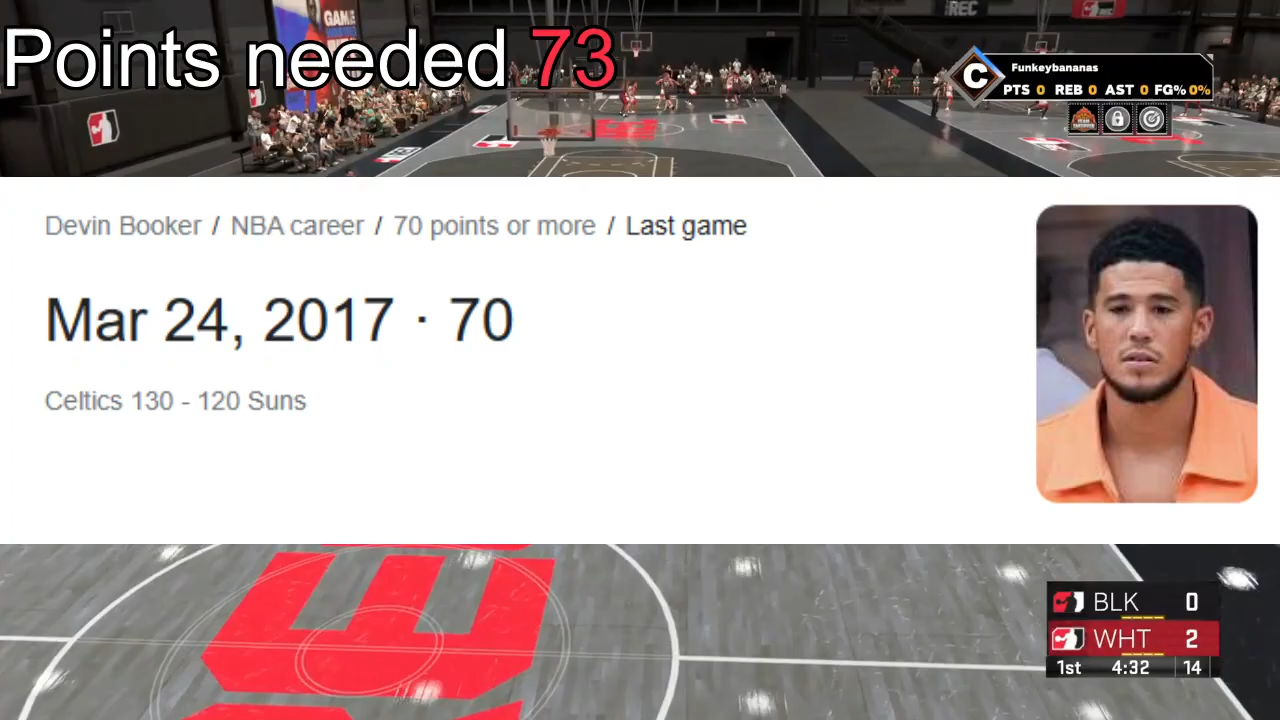 Points needed 73
REC
GAME
C
Funkeybananas
PTS 0 REB 0 AST 0 FG% 0%
Devin Booker / NBA career / 70 points or more / Last game
Mar 24, 2017 · 70
Celtics 130 - 120 Suns
BLK 0
WHT 2
1st 4:32 14